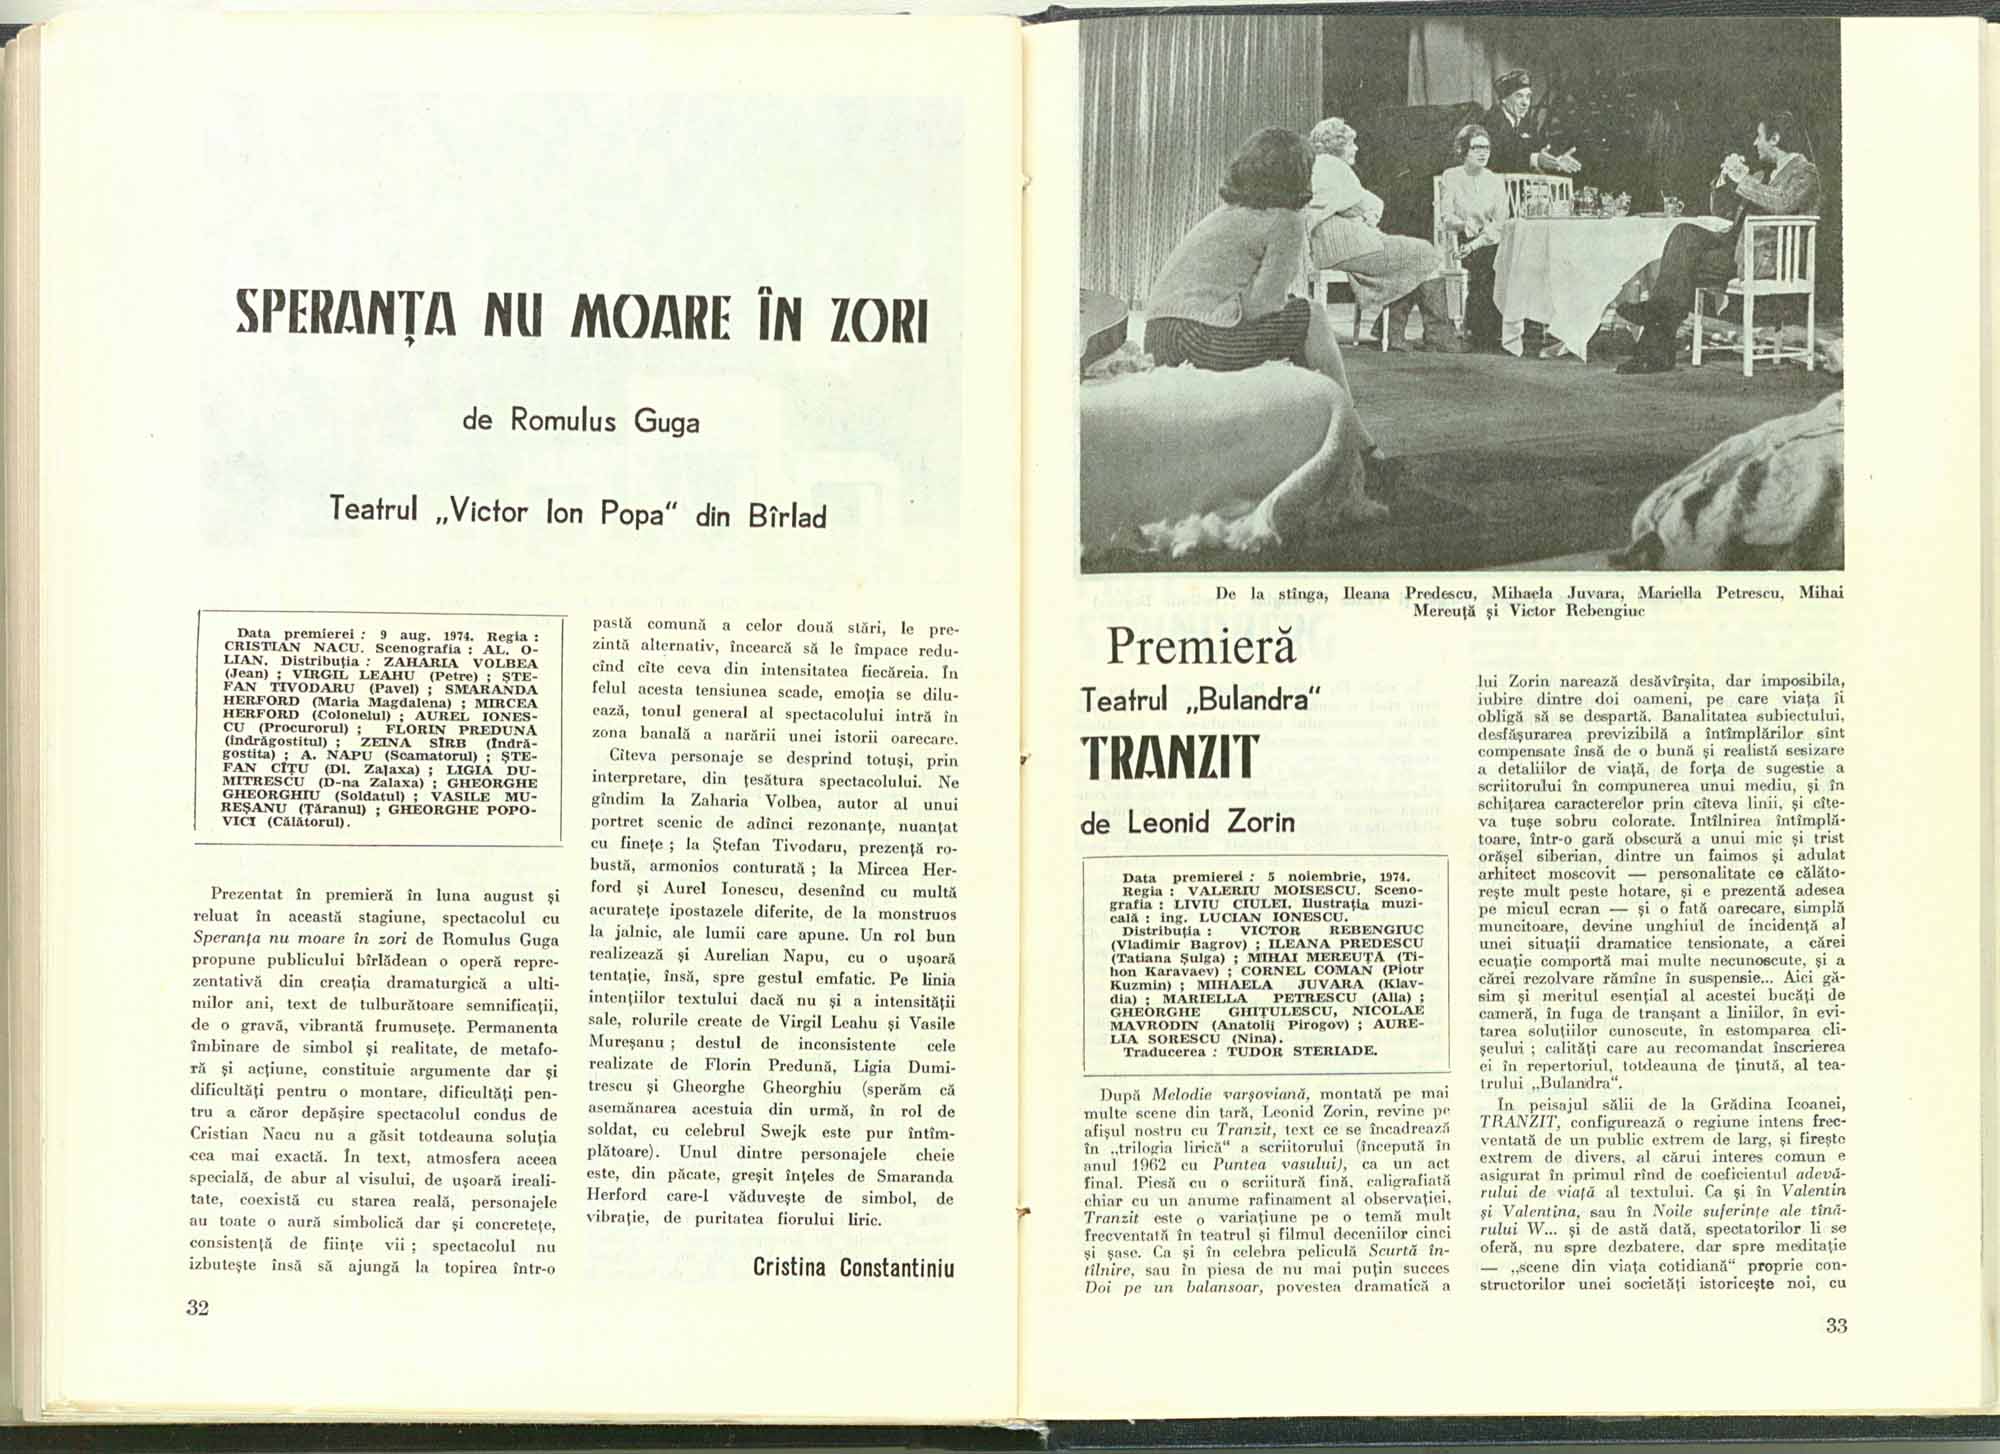 SPERANȚA NU MOARE ÎN ZORI
de Romulus Guga
Teatrul „Victor Ion Popa“ din Bîrlad
Data premierei : 9 aug. 1974. Regia :
CRISTIAN NACU. Scenografia : AL. O-
LIAN. Distribuția : ZAHARIA VOLBEA
(Jean) ; VIRGIL LEAHU (Petre) ; ȘTE-
FAN TIVODARU (Pavel) ; SMARANDA
HERFORD (Maria Magdalena) ; MIRCEA
HERFORD (Colonelul) ; AUREL IONES-
CU (Procurorul) ; FLORIN PREDUNĂ
(Îndrăgostitul) ; ZEINA SÎRB (Îndră-
gostita) ; A. NAPU (Scamatorul) ; ȘTE-
FAN CÎȚU (Dl. Zalaxa) ; LIGIA DU-
MITRESCU (D-na Zalaxa) ; GHEORGHE
GHEORGHIU (Soldatul) ; VASILE MU-
REȘANU (Țăranul) ; GHEORGHE POPO-
VICI (Călătorul).
Prezentat în premieră în luna august și
reluat în această stagiune, spectacolul cu
Speranța nu moare în zori de Romulus Guga
propune publicului bîrlădean o operă repre-
zentativă din creația dramaturgică a ulti-
milor ani, text de tulburătoare semnificații,
de o gravă, vibrantă frumusețe. Permanenta
îmbinare de simbol și realitate, de metafo-
ră și acțiune, constituie argumente dar și
dificultăți pentru o montare, dificultăți pen-
tru a căror depășire spectacolul condus de
Cristian Nacu nu a găsit totdeauna soluția
cea mai exactă. În text, atmosfera aceea
specială, de abur al visului, de ușoară ireali-
tate, coexistă cu starea reală, personajele
au toate o aură simbolică dar și concretețe,
consistență de ființe vii ; spectacolul nu
izbutește însă să ajungă la topirea într-o
pastă comună a celor două stări, le pre-
zintă alternativ, încearcă să le împace redu-
cînd cîte ceva din intensitatea fiecăreia. În
felul acesta tensiunea scade, emoția se dilu-
ează, tonul general al spectacolului intră în
zona banală a narării unei istorii oarecare.
Cîteva personaje se desprind totuși, prin
interpretare, din țesătura spectacolului. Ne
gîndim la Zaharia Volbea, autor al unui
portret scenic de adînci rezonanțe, nuanțat
cu finețe ; la Ștefan Tivodaru, prezență ro-
bustă, armonios conturată ; la Mircea Her-
ford și Aurel Ionescu, desenînd cu multă
acuratețe ipostazele diferite, de la monstruos
la jalnic, ale lumii care apune. Un rol bun
realizează și Aurelian Napu, cu o ușoară
tentație, însă, spre gestul emfatic. Pe linia
intențiilor textului dacă nu și a intensității
sale, rolurile create de Virgil Leahu și Vasile
Mureșanu ; destul de inconsistente cele
realizate de Florin Predună, Ligia Dumi-
trescu și Gheorghe Gheorghiu (sperăm că
asemănarea acestuia din urmă, în rol de
soldat, cu celebrul Swejk este pur întîm-
plătoare). Unul dintre personajele cheie
este, din păcate, greșit înțeles de Smaranda
Herford care-l văduvește de simbol, de
vibrație, de puritatea fiorului liric.
Cristina Constantiniu
32
De la stînga, Ileana Predescu, Mihaela Juvara, Mariella Petrescu, Mihai
Mereuță și Victor Rebengiuc
Premieră
Teatrul „Bulandra“
TRANZIT
de Leonid Zorin
Data premierei : 5 noiembrie, 1974.
Regia : VALERIU MOISESCU. Sceno-
grafia : LIVIU CIULEI. Ilustrația muzi-
cală : ing. LUCIAN IONESCU.
Distribuția : VICTOR REBENGIUC
(Vladimir Bagrov) ; ILEANA PREDESCU
(Tatiana Șulga) ; MIHAI MEREUȚĂ (Ti-
hon Karavaev) ; CORNEL COMAN (Piotr
Kuzmin) ; MIHAELA JUVARA (Klav-
dia) ; MARIELLA PETRESCU (Alla) ;
GHEORGHE GHIȚULESCU, NICOLAE
MAVRODIN (Anatolii Pirogov) ; AURE-
LIA SORESCU (Nina).
Traducerea : TUDOR STERIADE.
După Melodie varșoviană, montată pe mai
multe scene din țară, Leonid Zorin, revine pe
afișul nostru cu Tranzit, text ce se încadrează
în „trilogia lirică“ a scriitorului (începută în
anul 1962 cu Puntea vasului), ca un act
final. Piesă cu o scriitură fină, caligrafiată
chiar cu un anume rafinament al observației,
Tranzit este o variațiune pe o temă mult
frecventată în teatrul și filmul deceniilor cinci
și șase. Ca și în celebra peliculă Scurtă în-
tîlnire, sau în piesa de nu mai puțin succes
Doi pe un balansoar, povestea dramatică a
lui Zorin narează desăvîrșita, dar imposibila,
iubire dintre doi oameni, pe care viața îi
obligă să se despartă. Banalitatea subiectului,
desfășurarea previzibilă a întîmplărilor sînt
compensate însă de o bună și realistă sesizare
a detaliilor de viață, de forța de sugestie a
scriitorului în compunerea unui mediu, și în
schițarea caracterelor prin cîteva linii, și cîte-
va tușe sobru colorate. Întîlnirea întîmplă-
toare, într-o gară obscură a unui mic și trist
orășel siberian, dintre un faimos și adulat
arhitect moscovit — personalitate ce călăto-
rește mult peste hotare, și e prezentă adesea
pe micul ecran — și o fată oarecare, simplă
muncitoare, devine unghiul de incidență al
unei situații dramatice tensionate, a cărei
ecuație comportă mai multe necunoscute, și a
cărei rezolvare rămîne în suspensie... Aici gă-
sim și meritul esențial al acestei bucăți de
cameră, în fuga de tranșant a liniilor, în evi-
tarea soluțiilor cunoscute, în estomparea cli-
șeului ; calități care au recomandat înscrierea
ei în repertoriul, totdeauna de ținută, al tea-
trului „Bulandra“.
In peisajul sălii de la Grădina Icoanei,
TRANZIT, configurează o regiune intens frec-
ventată de un public extrem de larg, și firește
extrem de divers, al cărui interes comun e
asigurat în primul rînd de coeficientul adevă-
rului de viață al textului. Ca și în Valentin
și Valentina, sau în Noile suferințe ale tînă-
rului W... și de astă dată, spectatorilor li se
oferă, nu spre dezbatere, dar spre meditație
— „scene din viața cotidiană“ proprie con-
structorilor unei societăți istoricește noi, cu
33